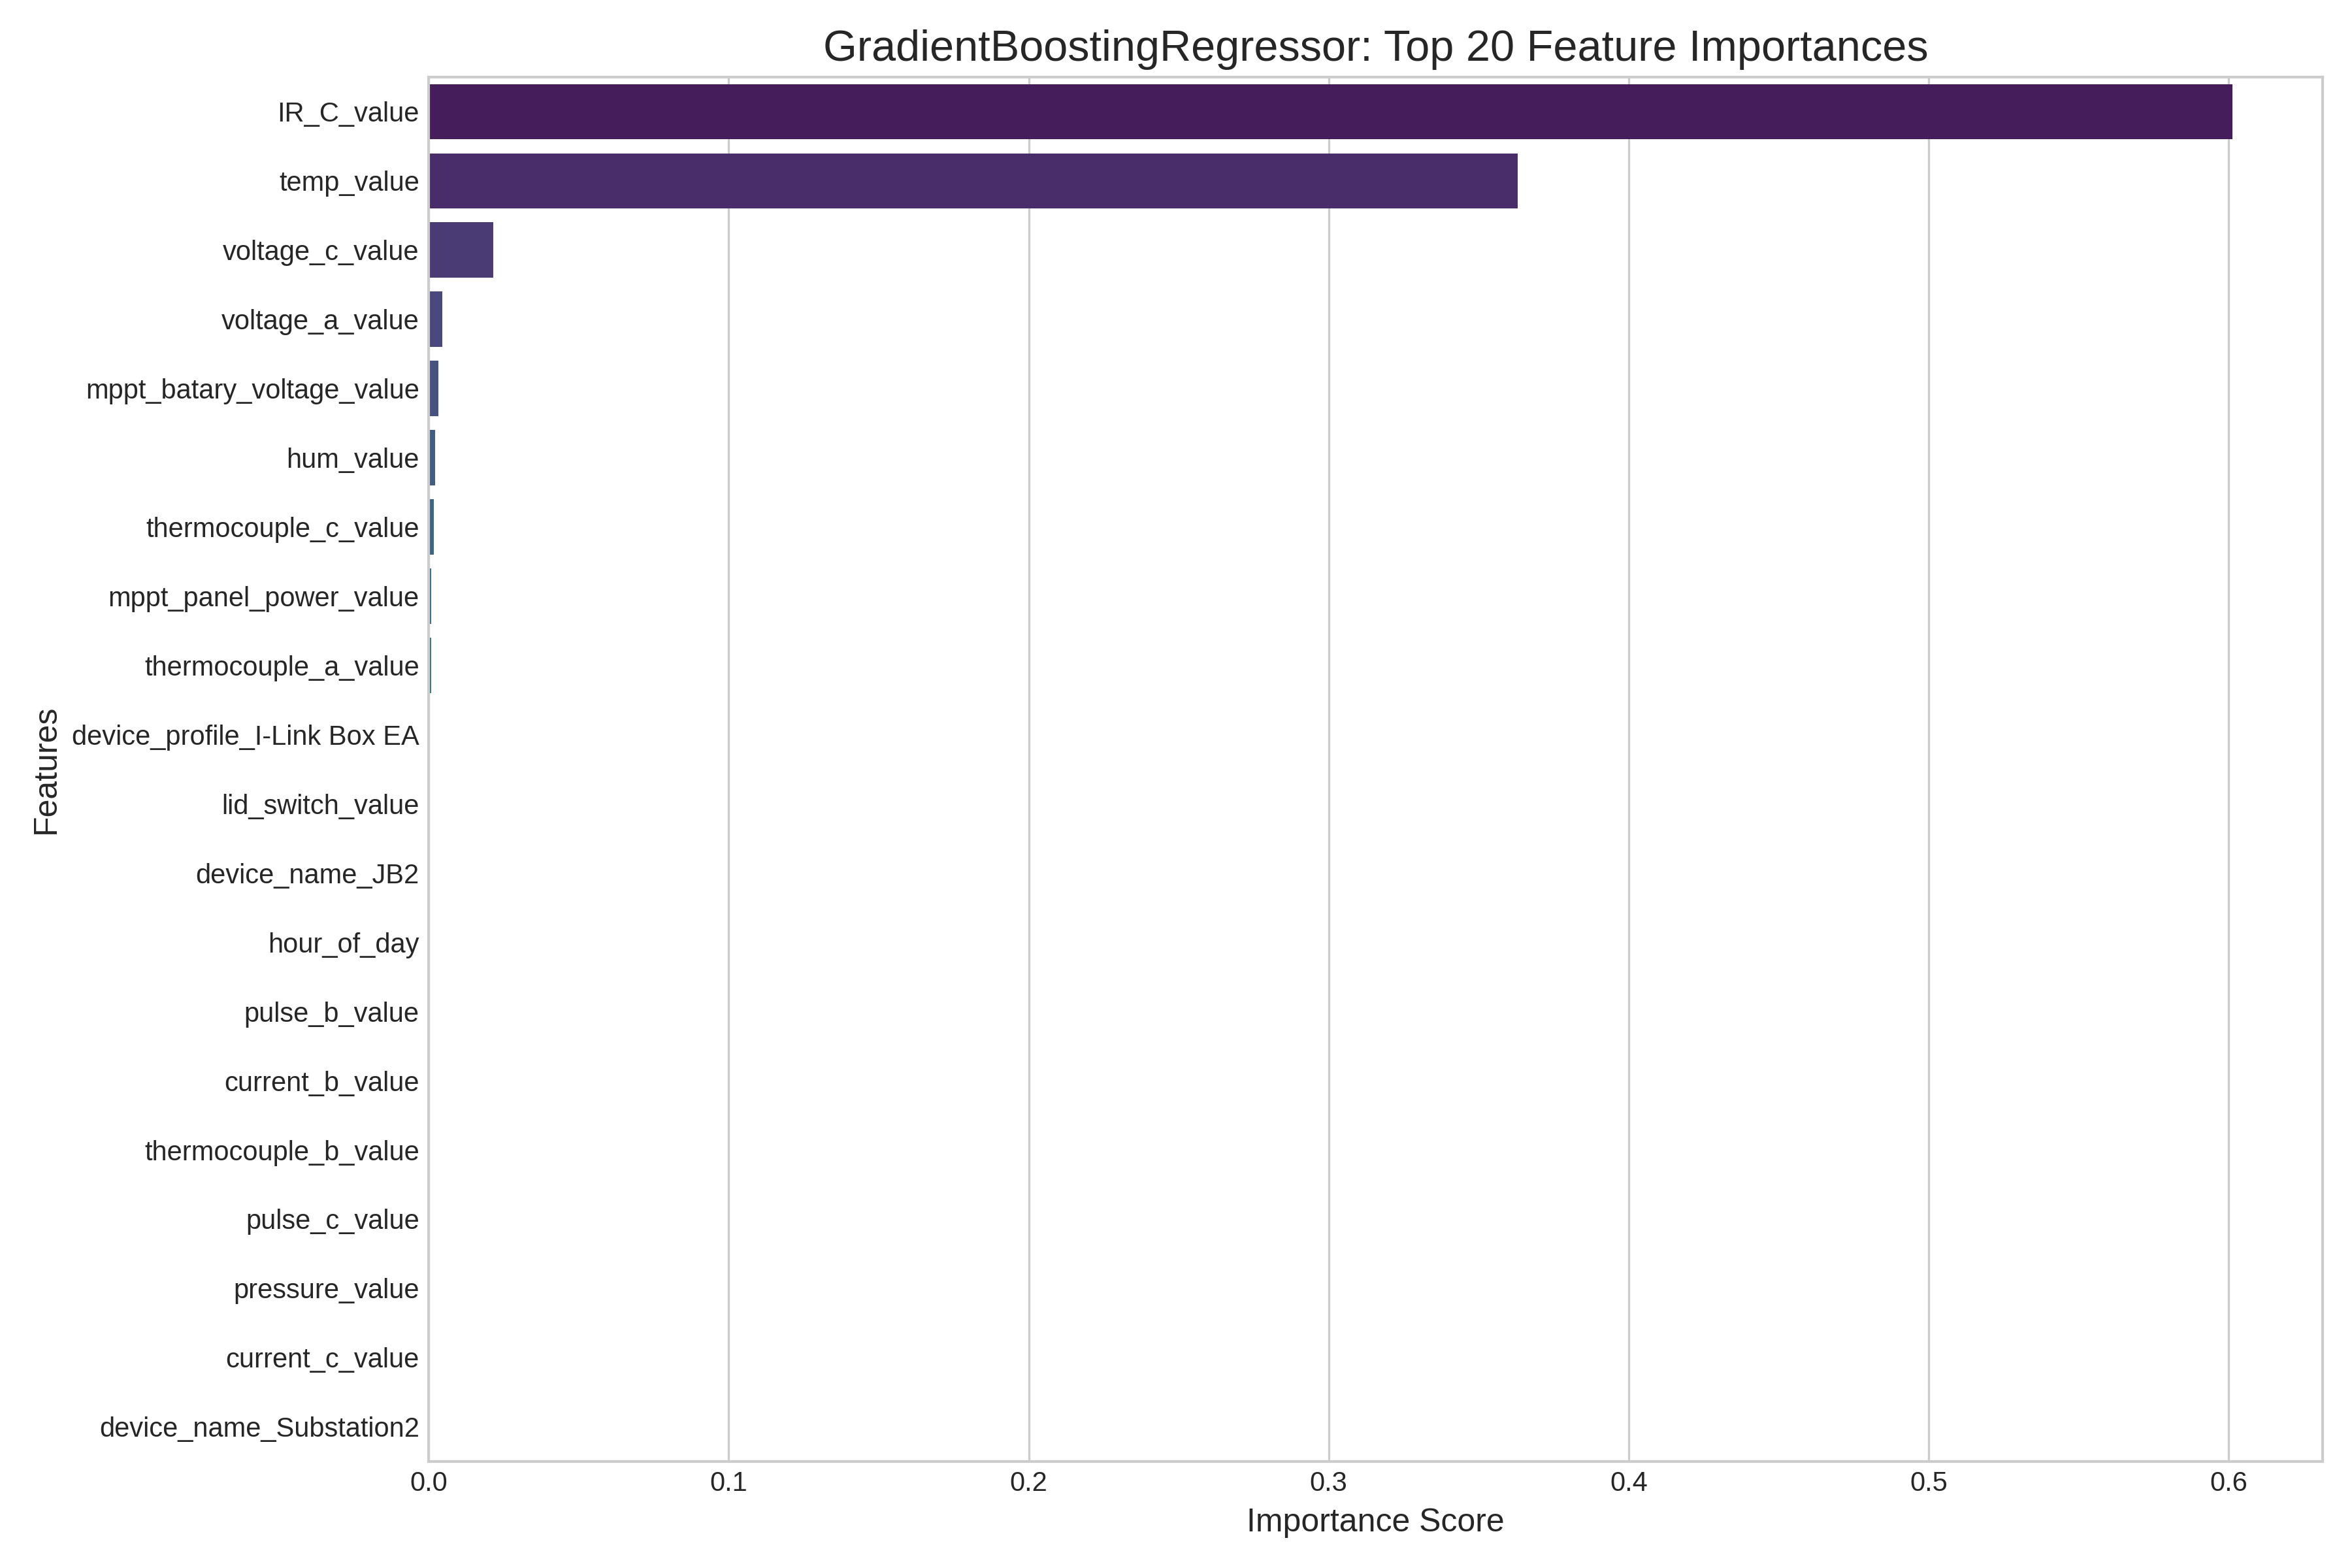 GradientBoostingRegressor: Top 20 Feature Importances
IR_C_value
temp_value
voltage_c_value
voltage_a_value
mppt_batary_voltage_value
hum_value
thermocouple_c_value
mppt_panel_power_value
thermocouple_a_value
device_profile_I-Link Box EA
lid_switch_value
device_name_JB2
hour_of_day
pulse_b_value
current_b_value
thermocouple_b_value
pulse_c_value
pressure_value
current_c_value
device_name_Substation2
Features
0.0 0.1 0.2 0.3 0.4 0.5 0.6
Importance Score